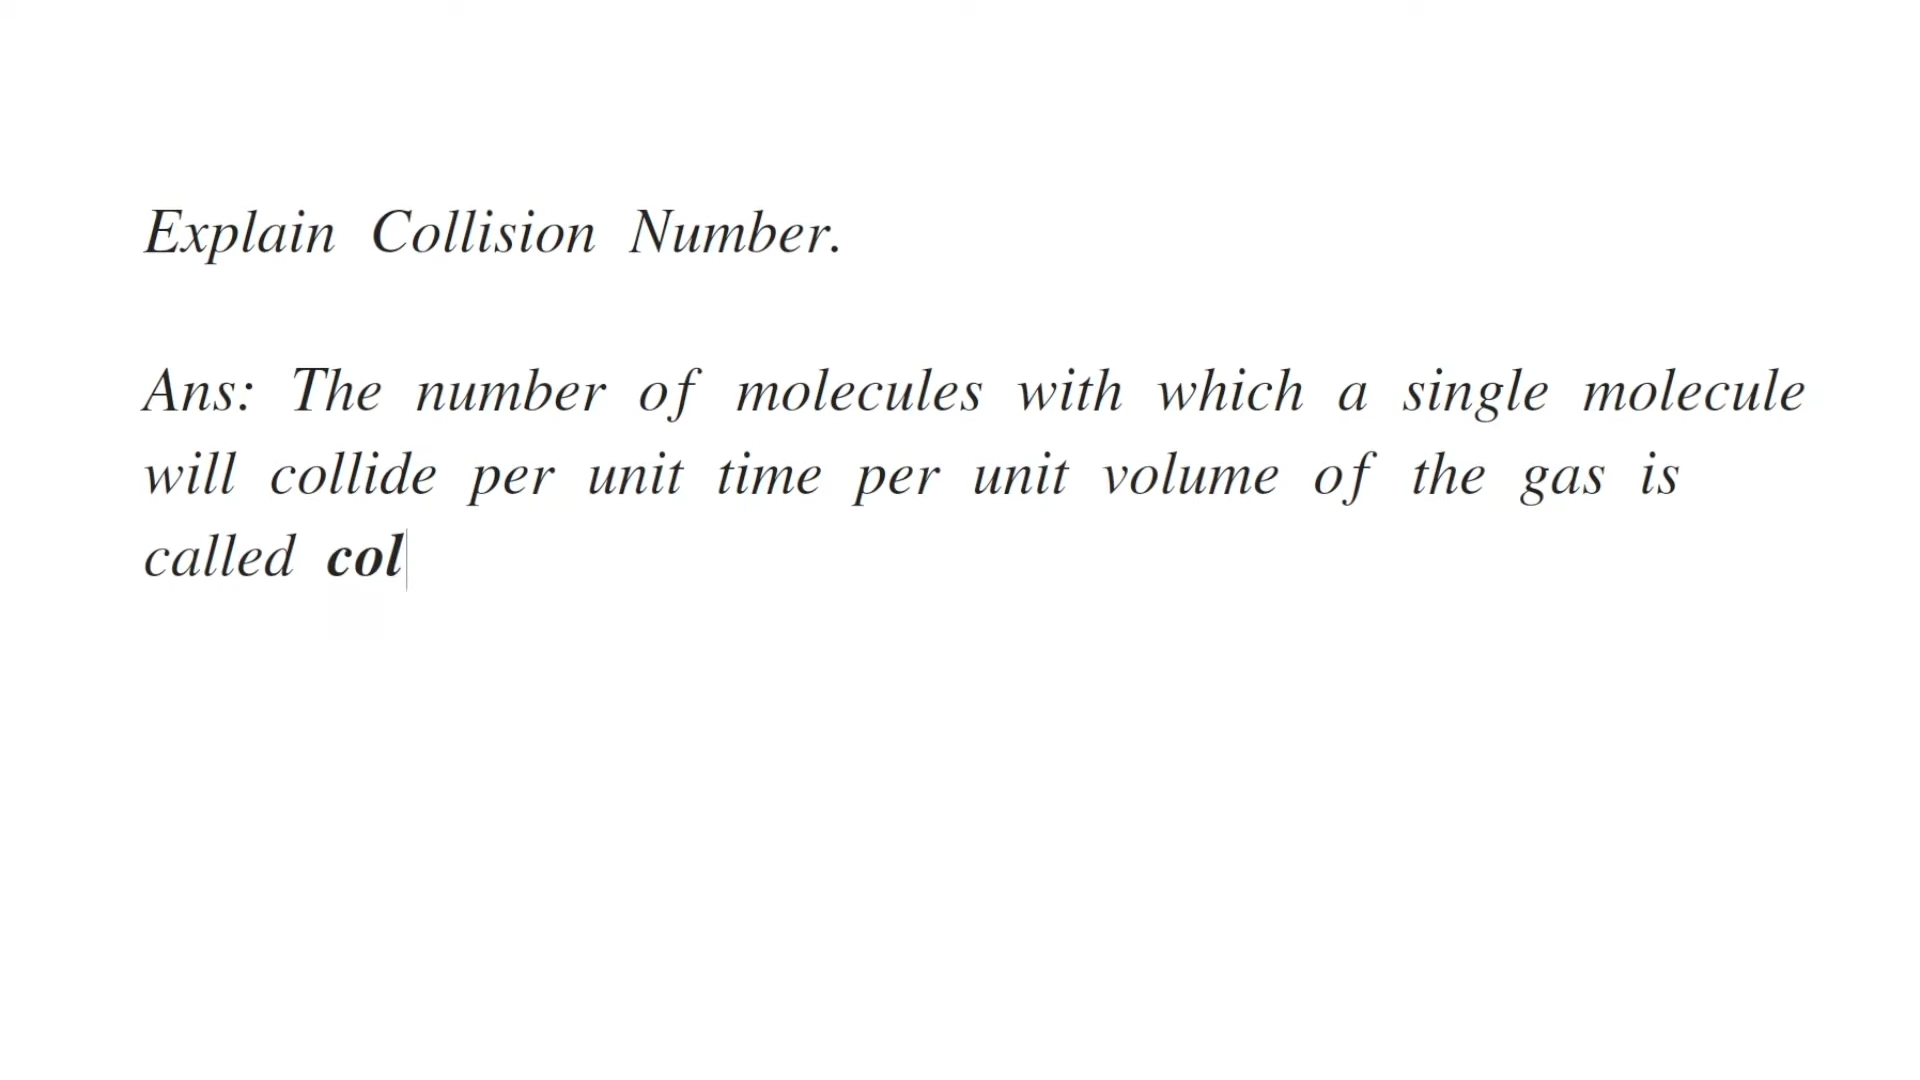 Explain Collision Number.
Ans: The number of molecules with which a single molecule
will collide per unit time per unit volume of the gas is
called col